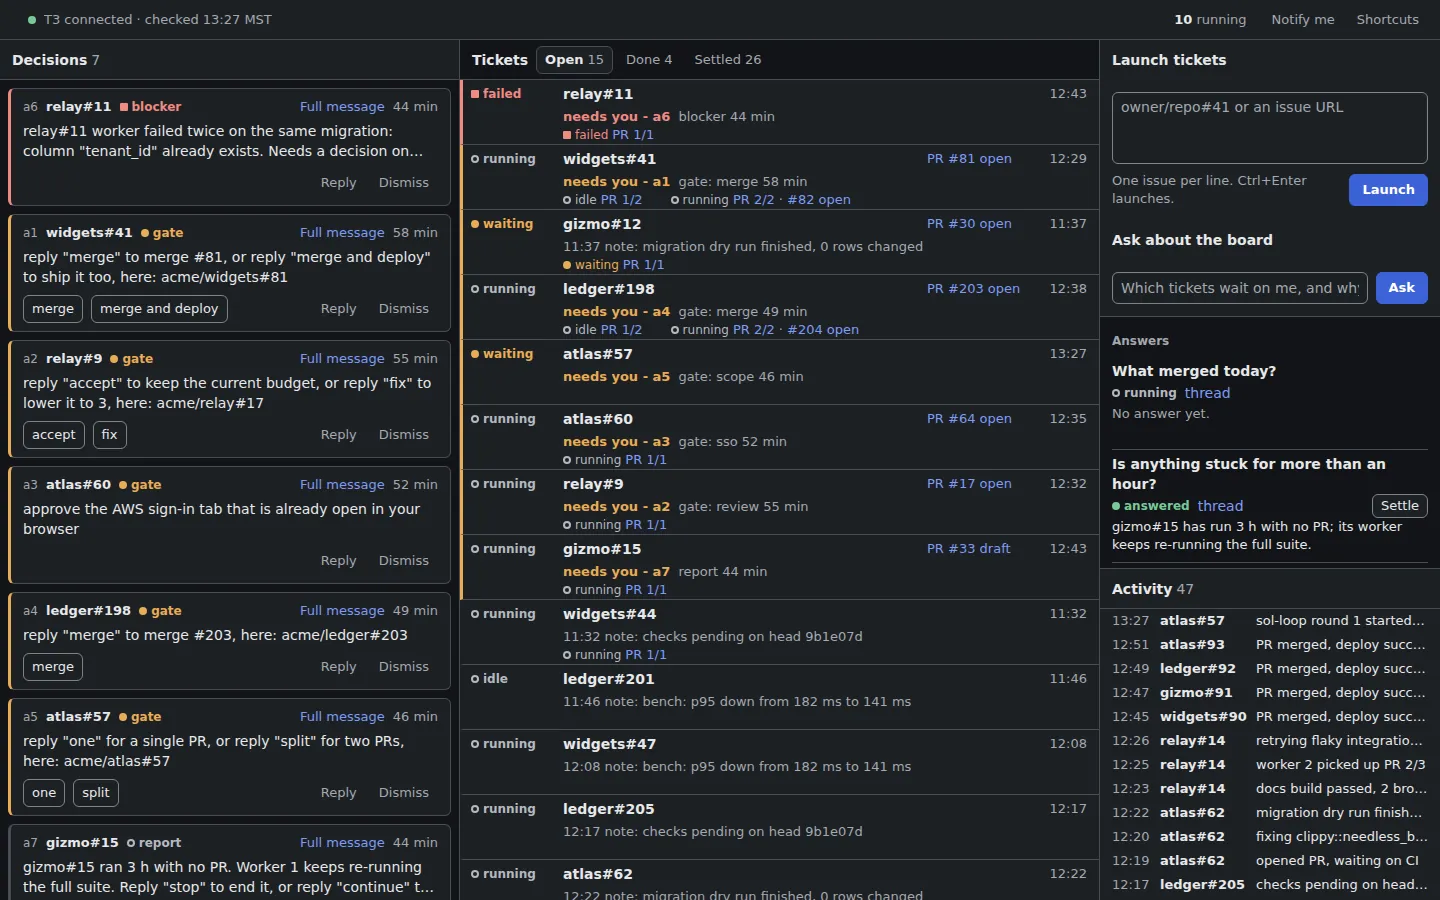 T3 connected · checked 13:27 MST
10 running Notify me Shortcuts
Decisions 7
a6 relay#11 blocker Full message 44 min
relay#11 worker failed twice on the same migration:
column "tenant_id" already exists. Needs a decision on…
Reply Dismiss
a1 widgets#41 gate Full message 58 min
reply "merge" to merge #81, or reply "merge and deploy"
to ship it too, here: acme/widgets#81
merge merge and deploy Reply Dismiss
a2 relay#9 gate Full message 55 min
reply "accept" to keep the current budget, or reply "fix" to
lower it to 3, here: acme/relay#17
accept fix Reply Dismiss
a3 atlas#60 gate Full message 52 min
approve the AWS sign-in tab that is already open in your
browser
Reply Dismiss
a4 ledger#198 gate Full message 49 min
reply "merge" to merge #203, here: acme/ledger#203
merge Reply Dismiss
a5 atlas#57 gate Full message 46 min
reply "one" for a single PR, or reply "split" for two PRs,
here: acme/atlas#57
one split Reply Dismiss
a7 gizmo#15 report Full message 44 min
gizmo#15 ran 3 h with no PR. Worker 1 keeps re-running
the full suite. Reply "stop" to end it, or reply "continue" t…
Tickets Open 15 Done 4 Settled 26
failed relay#11 12:43
needs you - a6 blocker 44 min
failed PR 1/1
running widgets#41 PR #81 open 12:29
needs you - a1 gate: merge 58 min
idle PR 1/2 running PR 2/2 · #82 open
waiting gizmo#12 PR #30 open 11:37
11:37 note: migration dry run finished, 0 rows changed
waiting PR 1/1
running ledger#198 PR #203 open 12:38
needs you - a4 gate: merge 49 min
idle PR 1/2 running PR 2/2 · #204 open
waiting atlas#57 13:27
needs you - a5 gate: scope 46 min
running atlas#60 PR #64 open 12:35
needs you - a3 gate: sso 52 min
running PR 1/1
running relay#9 PR #17 open 12:32
needs you - a2 gate: review 55 min
running PR 1/1
running gizmo#15 PR #33 draft 12:43
needs you - a7 report 44 min
running PR 1/1
running widgets#44 11:32
11:32 note: checks pending on head 9b1e07d
running PR 1/1
idle ledger#201 11:46
11:46 note: bench: p95 down from 182 ms to 141 ms
running widgets#47 12:08
12:08 note: bench: p95 down from 182 ms to 141 ms
running ledger#205 12:17
12:17 note: checks pending on head 9b1e07d
running atlas#62 12:22
12:22 note: migration dry run finished, 0 rows changed
Launch tickets
owner/repo#41 or an issue URL
One issue per line. Ctrl+Enter
launches.
Launch
Ask about the board
Which tickets wait on me, and why
Ask
Answers
What merged today?
running thread
No answer yet.
Is anything stuck for more than an
hour?
answered thread Settle
gizmo#15 has run 3 h with no PR; its worker
keeps re-running the full suite.
Activity 47
13:27 atlas#57 sol-loop round 1 started…
12:51 atlas#93 PR merged, deploy succ…
12:49 ledger#92 PR merged, deploy succ…
12:47 gizmo#91 PR merged, deploy succ…
12:45 widgets#90 PR merged, deploy succ…
12:26 relay#14 retrying flaky integratio…
12:25 relay#14 worker 2 picked up PR 2/3
12:23 relay#14 docs build passed, 2 bro…
12:22 atlas#62 migration dry run finish…
12:20 atlas#62 fixing clippy::needless_b…
12:19 atlas#62 opened PR, waiting on CI
12:17 ledger#205 checks pending on head…